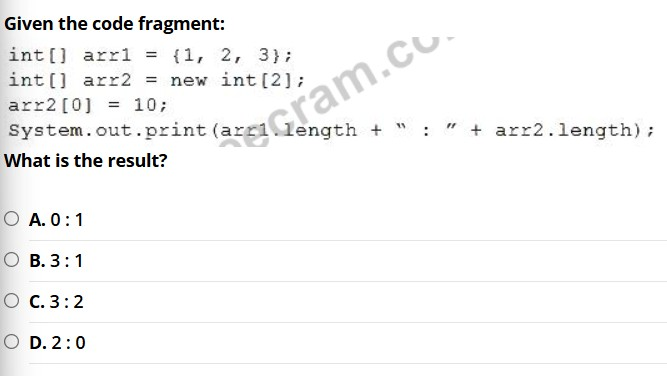 Given the code fragment:
int[] arr1 = {1, 2, 3};
int[] arr2 = new int[2];
arr2[0] = 10;
System.out.print(arr1.length + “ : ” + arr2.length);
What is the result?
A. 0 : 1
B. 3 : 1
C. 3 : 2
D. 2 : 0